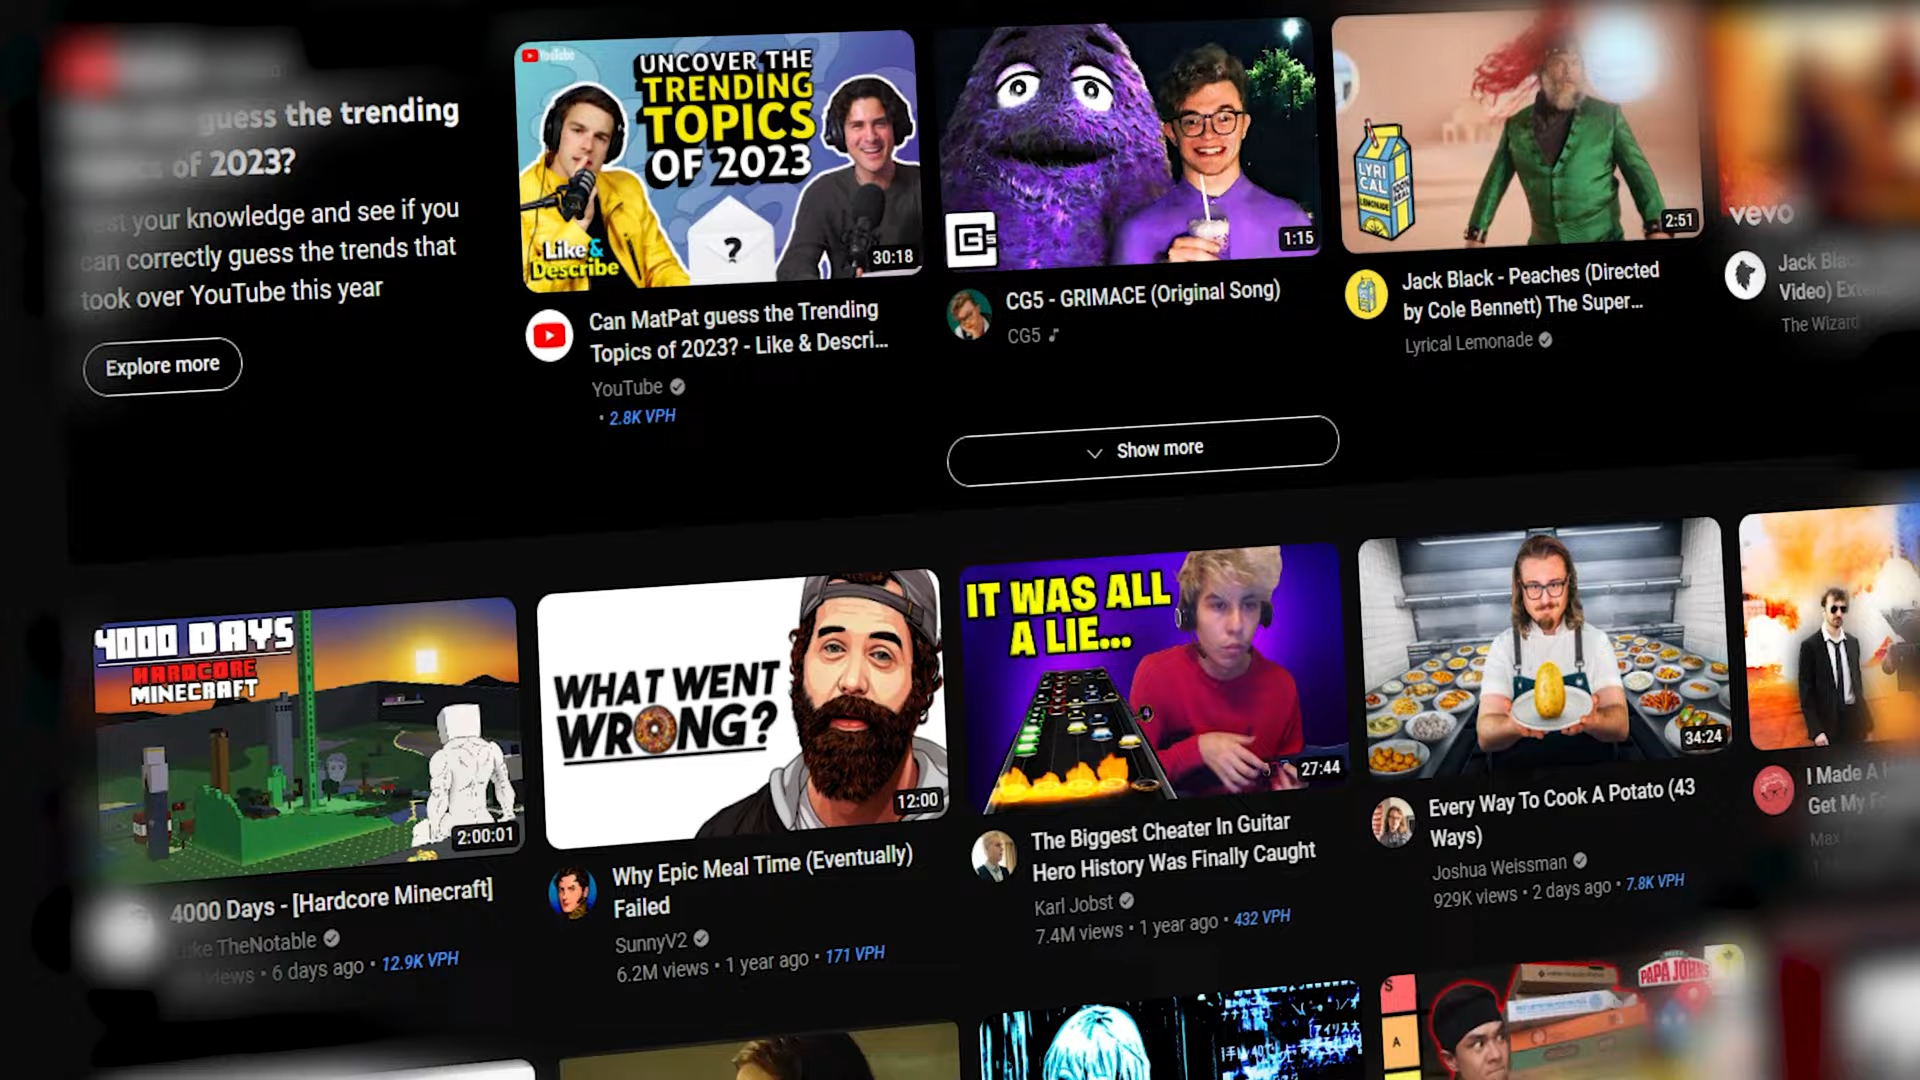 guess the trending
of 2023?
your knowledge and see if you
can correctly guess the trends that
took over YouTube this year
Explore more
YouTube
UNCOVER THE
TRENDING
TOPICS
OF 2023
Like &
Describe
?
30:18
Can MatPat guess the Trending
Topics of 2023? - Like & Descri...
YouTube
• 2.8K VPH
1:15
CG5 - GRIMACE (Original Song)
CG5
LYRI
CAL
LEMONADE
2:51
Jack Black - Peaches (Directed
by Cole Bennett) The Super...
Lyrical Lemonade
vevo
Jack Black
Video)
The Wizard
Show more
4000 DAYS
HARDCORE
MINECRAFT
2:00:01
4000 Days - [Hardcore Minecraft]
TheNotable
views • 6 days ago • 12.9K VPH
WHAT WENT
WRONG?
12:00
Why Epic Meal Time (Eventually)
Failed
SunnyV2
6.2M views • 1 year ago • 171 VPH
IT WAS ALL
A LIE...
27:44
The Biggest Cheater In Guitar
Hero History Was Finally Caught
Karl Jobst
7.4M views • 1 year ago • 432 VPH
34:24
Every Way To Cook A Potato (43
Ways)
Joshua Weissman
929K views • 2 days ago • 7.8K VPH
I Made A
Get My
Max
S
A
PAPA JOHNS